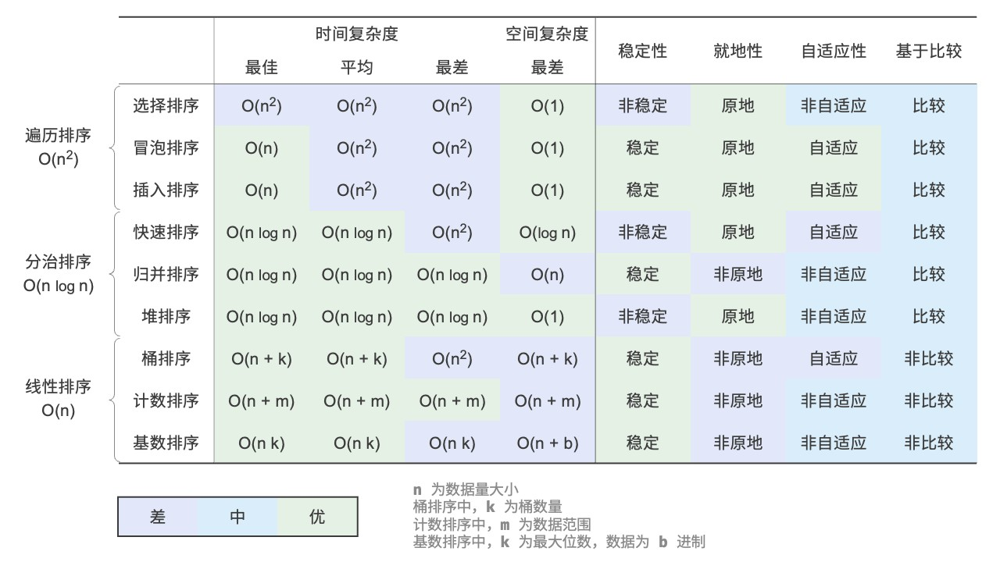 时间复杂度 空间复杂度 稳定性 就地性 自适应性 基于比较
最佳 平均 最差 最差
遍历排序
O(n²)
选择排序 O(n²) O(n²) O(n²) O(1) 非稳定 原地 非自适应 比较
冒泡排序 O(n) O(n²) O(n²) O(1) 稳定 原地 自适应 比较
插入排序 O(n) O(n²) O(n²) O(1) 稳定 原地 自适应 比较
分治排序
O(n log n)
快速排序 O(n log n) O(n log n) O(n²) O(log n) 非稳定 原地 自适应 比较
归并排序 O(n log n) O(n log n) O(n log n) O(n) 稳定 非原地 非自适应 比较
堆排序 O(n log n) O(n log n) O(n log n) O(1) 非稳定 原地 非自适应 比较
线性排序
O(n)
桶排序 O(n + k) O(n + k) O(n²) O(n + k) 稳定 非原地 自适应 非比较
计数排序 O(n + m) O(n + m) O(n + m) O(n + m) 稳定 非原地 非自适应 非比较
基数排序 O(n k) O(n k) O(n k) O(n + b) 稳定 非原地 非自适应 非比较
差 中 优
n 为数据量大小
桶排序中，k 为桶数量
计数排序中，m 为数据范围
基数排序中，k 为最大位数，数据为 b 进制